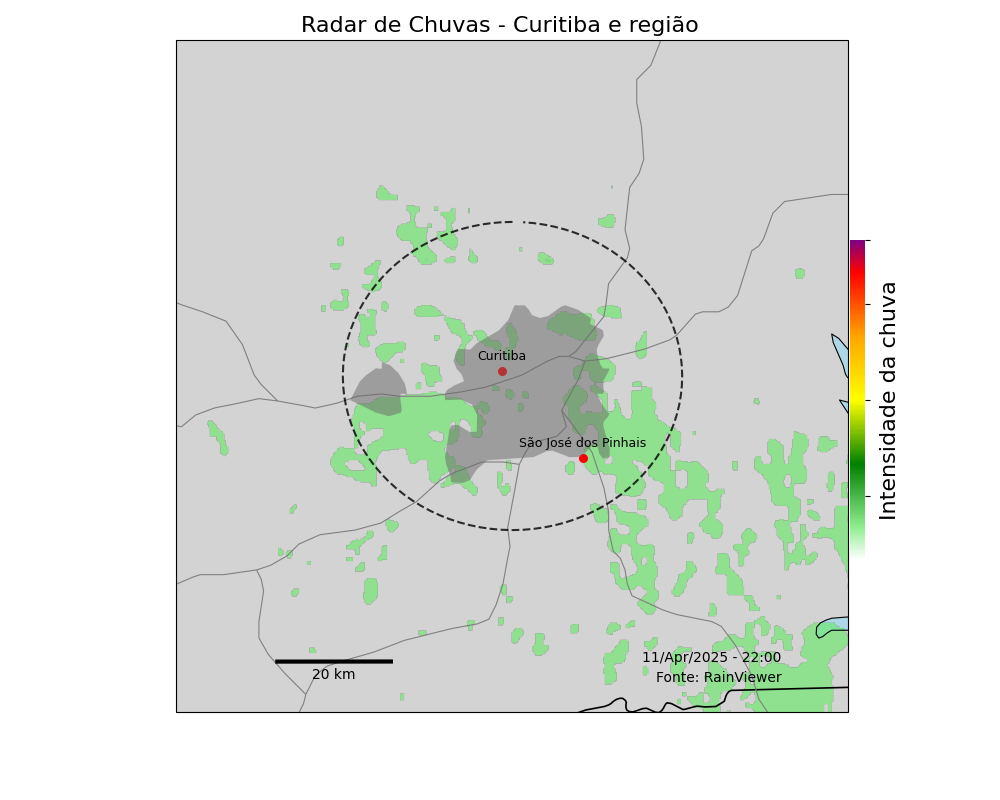 Radar de Chuvas - Curitiba e região
Curitiba
São José dos Pinhais
Intensidade da chuva
11/Apr/2025 - 22:00
Fonte: RainViewer
20 km